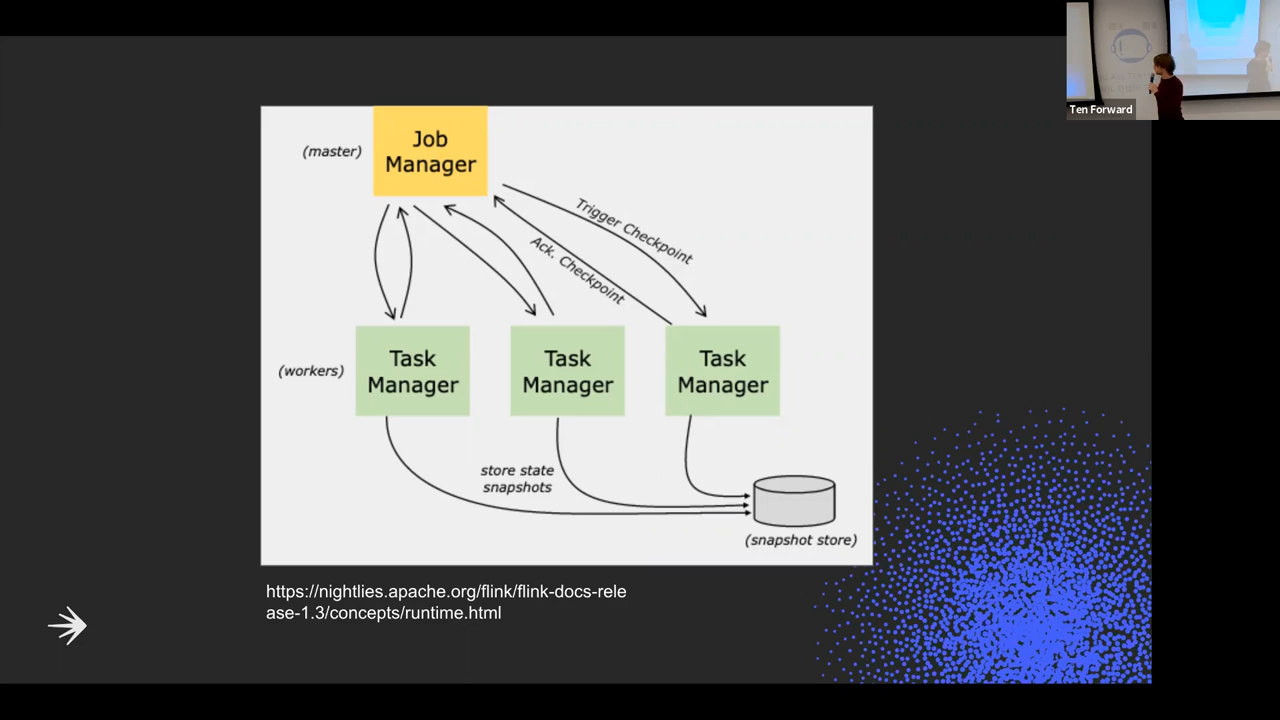 Ten Forward
Job
Manager
(master)
Trigger Checkpoint
Ack. Checkpoint
(workers)
Task
Manager
Task
Manager
Task
Manager
store state
snapshots
(snapshot store)
https://nightlies.apache.org/flink/flink-docs-rele
ase-1.3/concepts/runtime.html